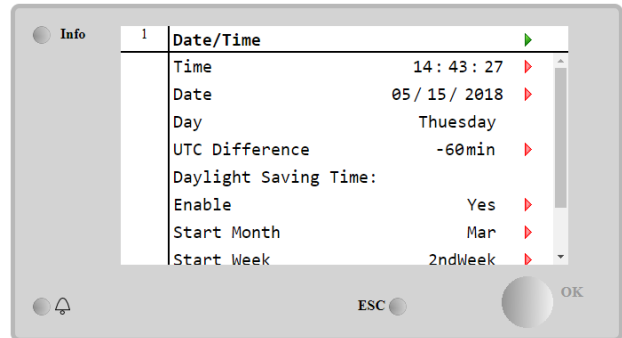 Info
1 Date/Time
Time 14:43:27
Date 05/15/2018
Day Thuesday
UTC Difference -60min
Daylight Saving Time:
Enable Yes
Start Month Mar
Start Week 2ndWeek
ESC
OK